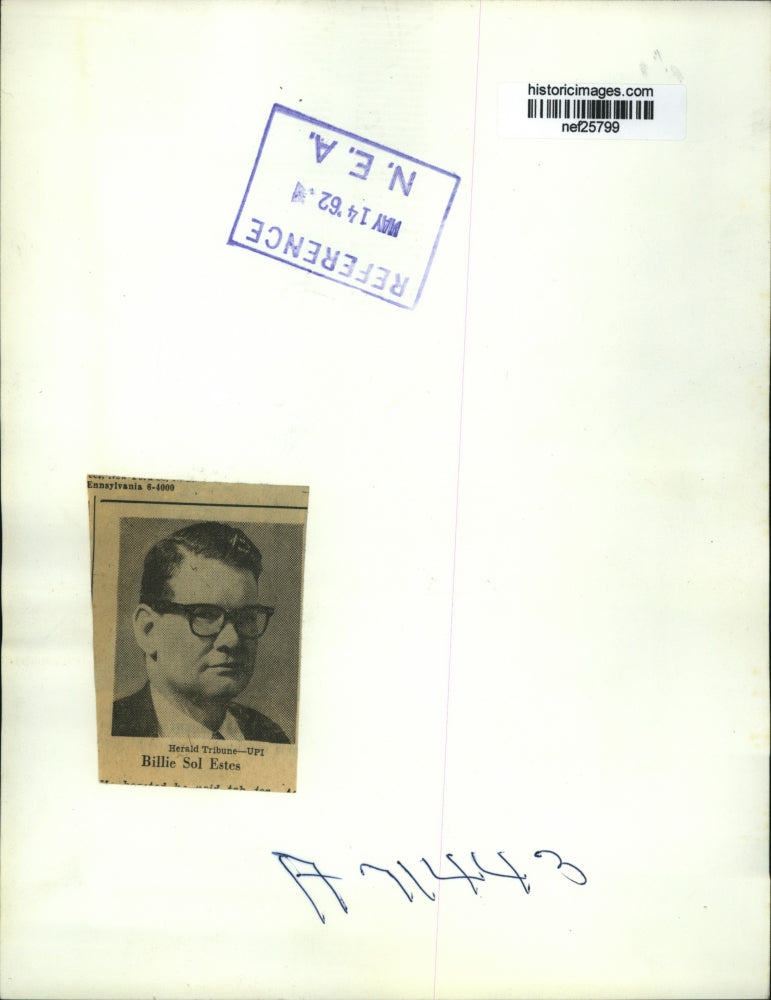 historicimages.com
nef25799
REFERENCE
MAY 14 '62
N. E. A.
Ennsylvania 6-4000
Herald Tribune—UPI
Billie Sol Estes
A 71443